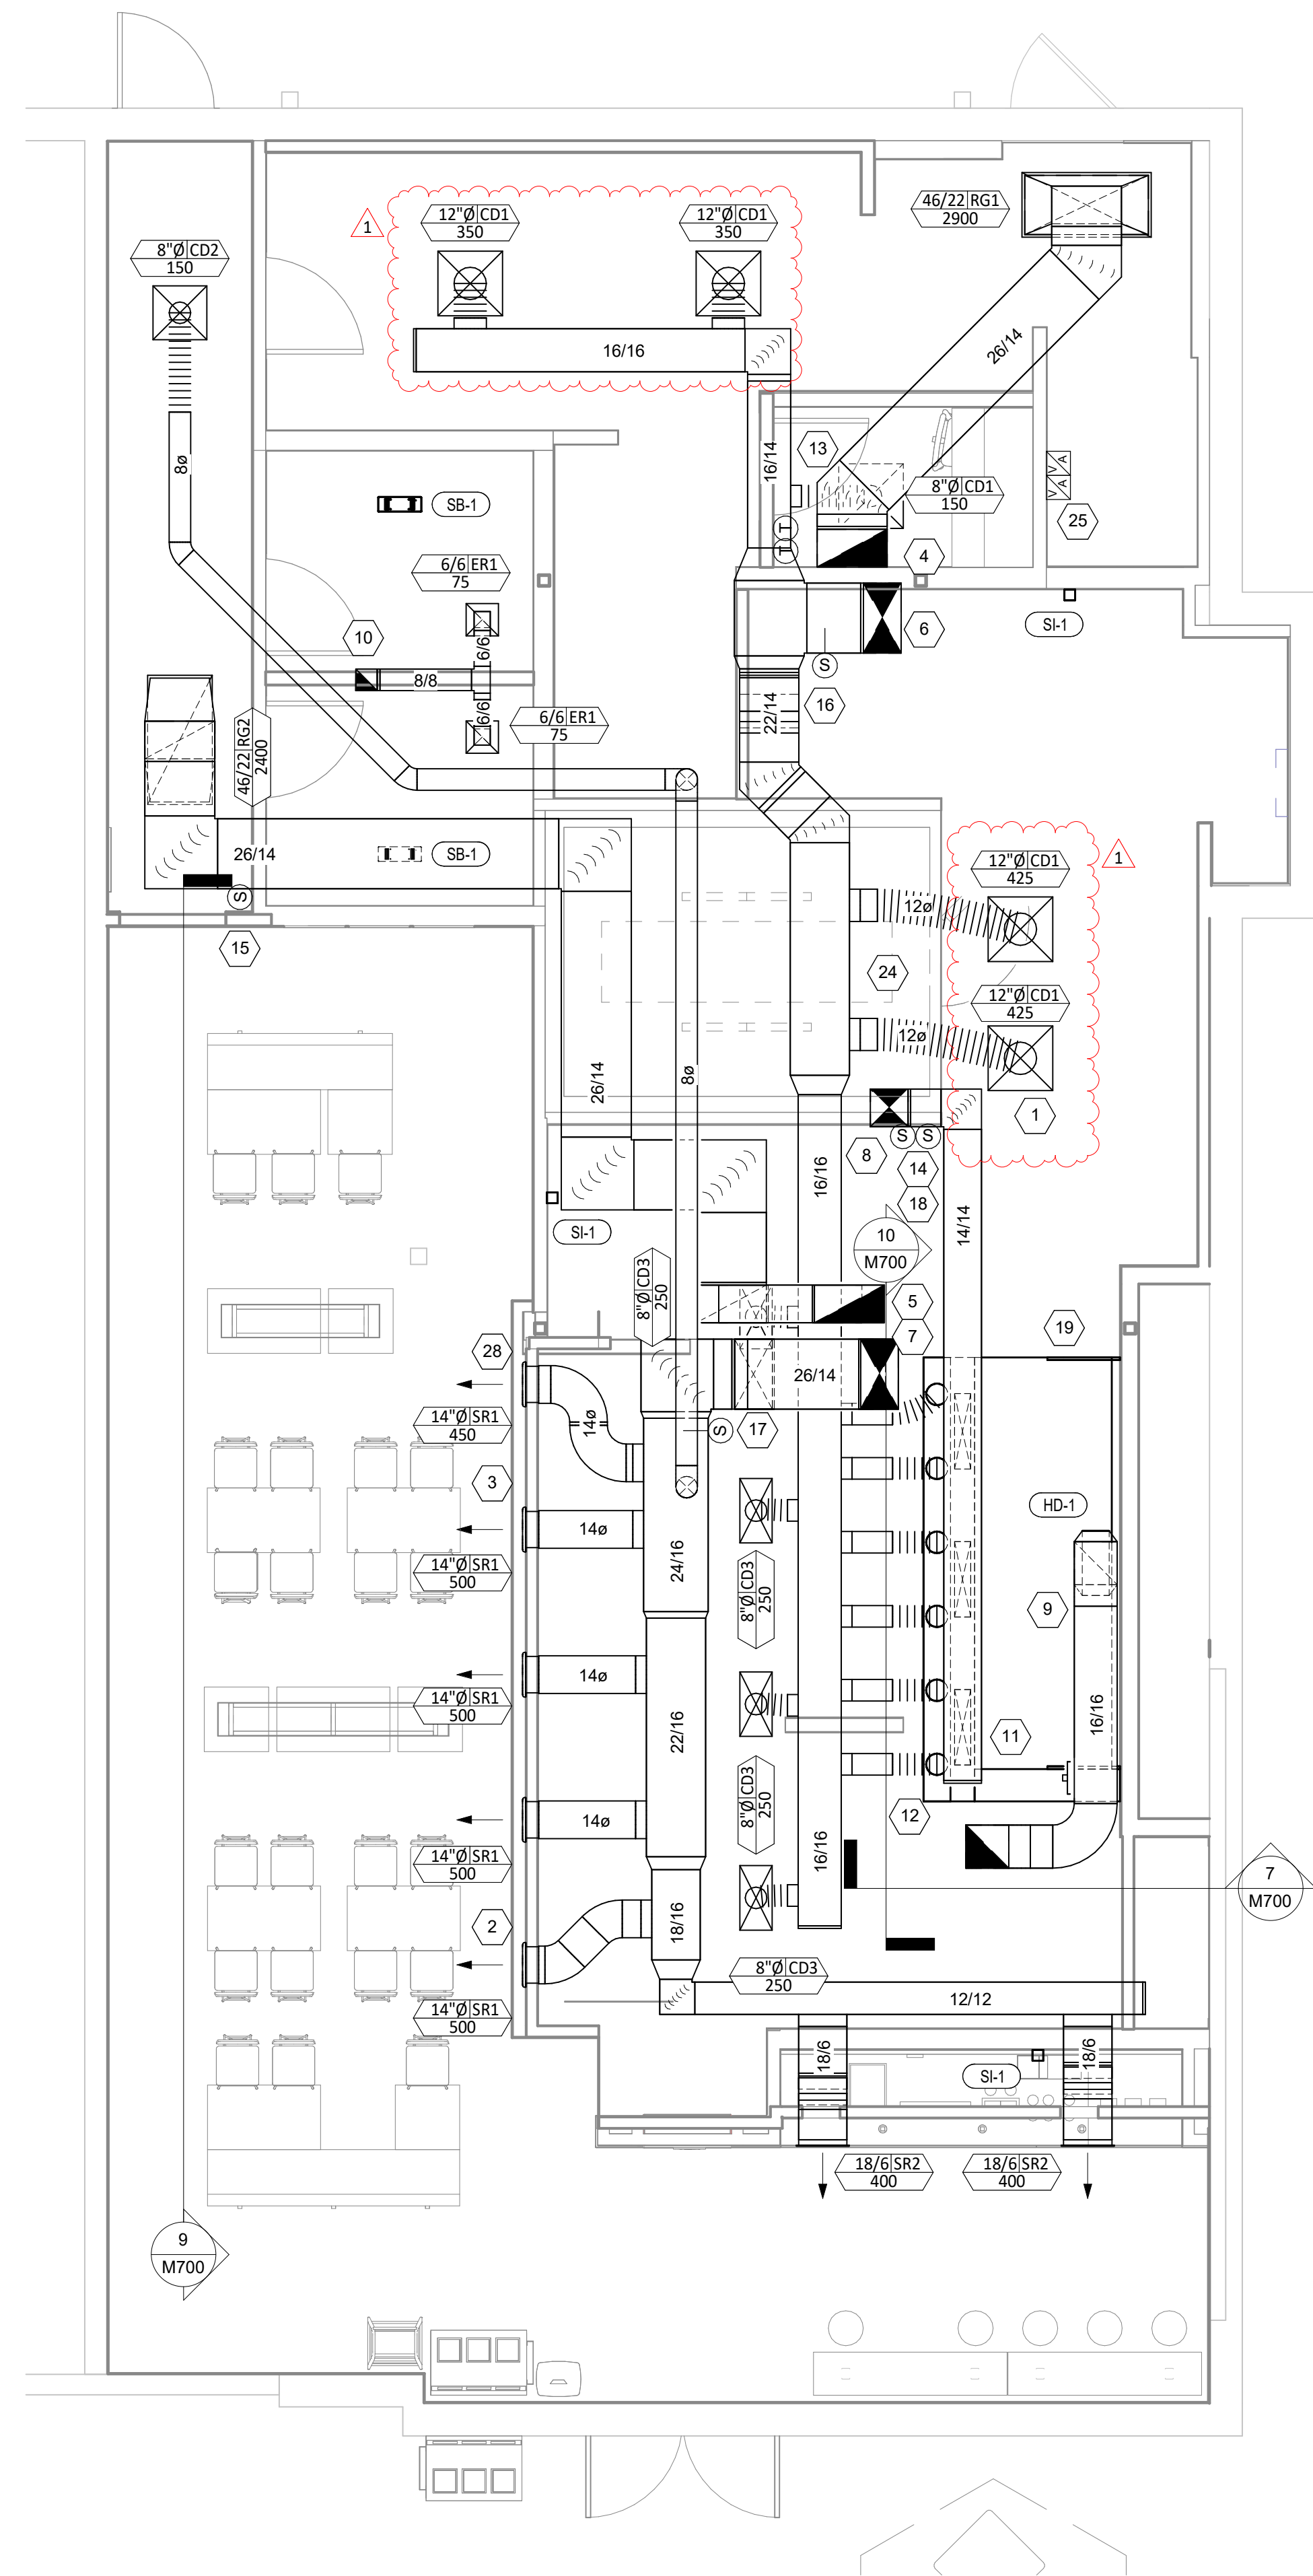 12"Ø CD1
350
12"Ø CD1
350
46/22 RG1
2900
1
8"Ø CD2
150
16/16
26/14
8ø
16/14
13
8"Ø CD1
150
V A
V A
25
SB-1
T
T
4
6/6 ER1
75
SI-1
6
10
6/6
S
8/8
16
22/14
6/6
6/6 ER1
75
46/22 RG2
2400
26/14
SB-1
12"Ø CD1
425
1
S
12ø
15
24
12"Ø CD1
425
12ø
26/14
8ø
1
S S
8
14
16/16
18
14/14
SI-1
10
M700
8"Ø CD3
250
5
7
19
28
26/14
14ø
14"Ø SR1
450
S
17
3
HD-1
14ø
24/16
14"Ø SR1
500
8"Ø CD3
250
9
14ø
14"Ø SR1
500
22/16
16/16
11
8"Ø CD3
250
12
14ø
16/16
14"Ø SR1
500
7
M700
2
18/16
8"Ø CD3
250
12/12
14"Ø SR1
500
18/6
18/6
SI-1
18/6 SR2
400
18/6 SR2
400
9
M700